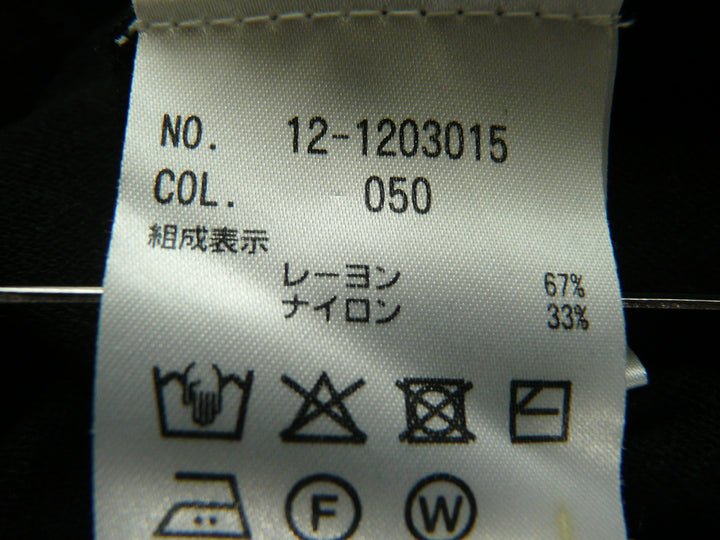 NO. 12-1203015
COL. 050
組成表示
レーヨン 67%
ナイロン 33%
F W